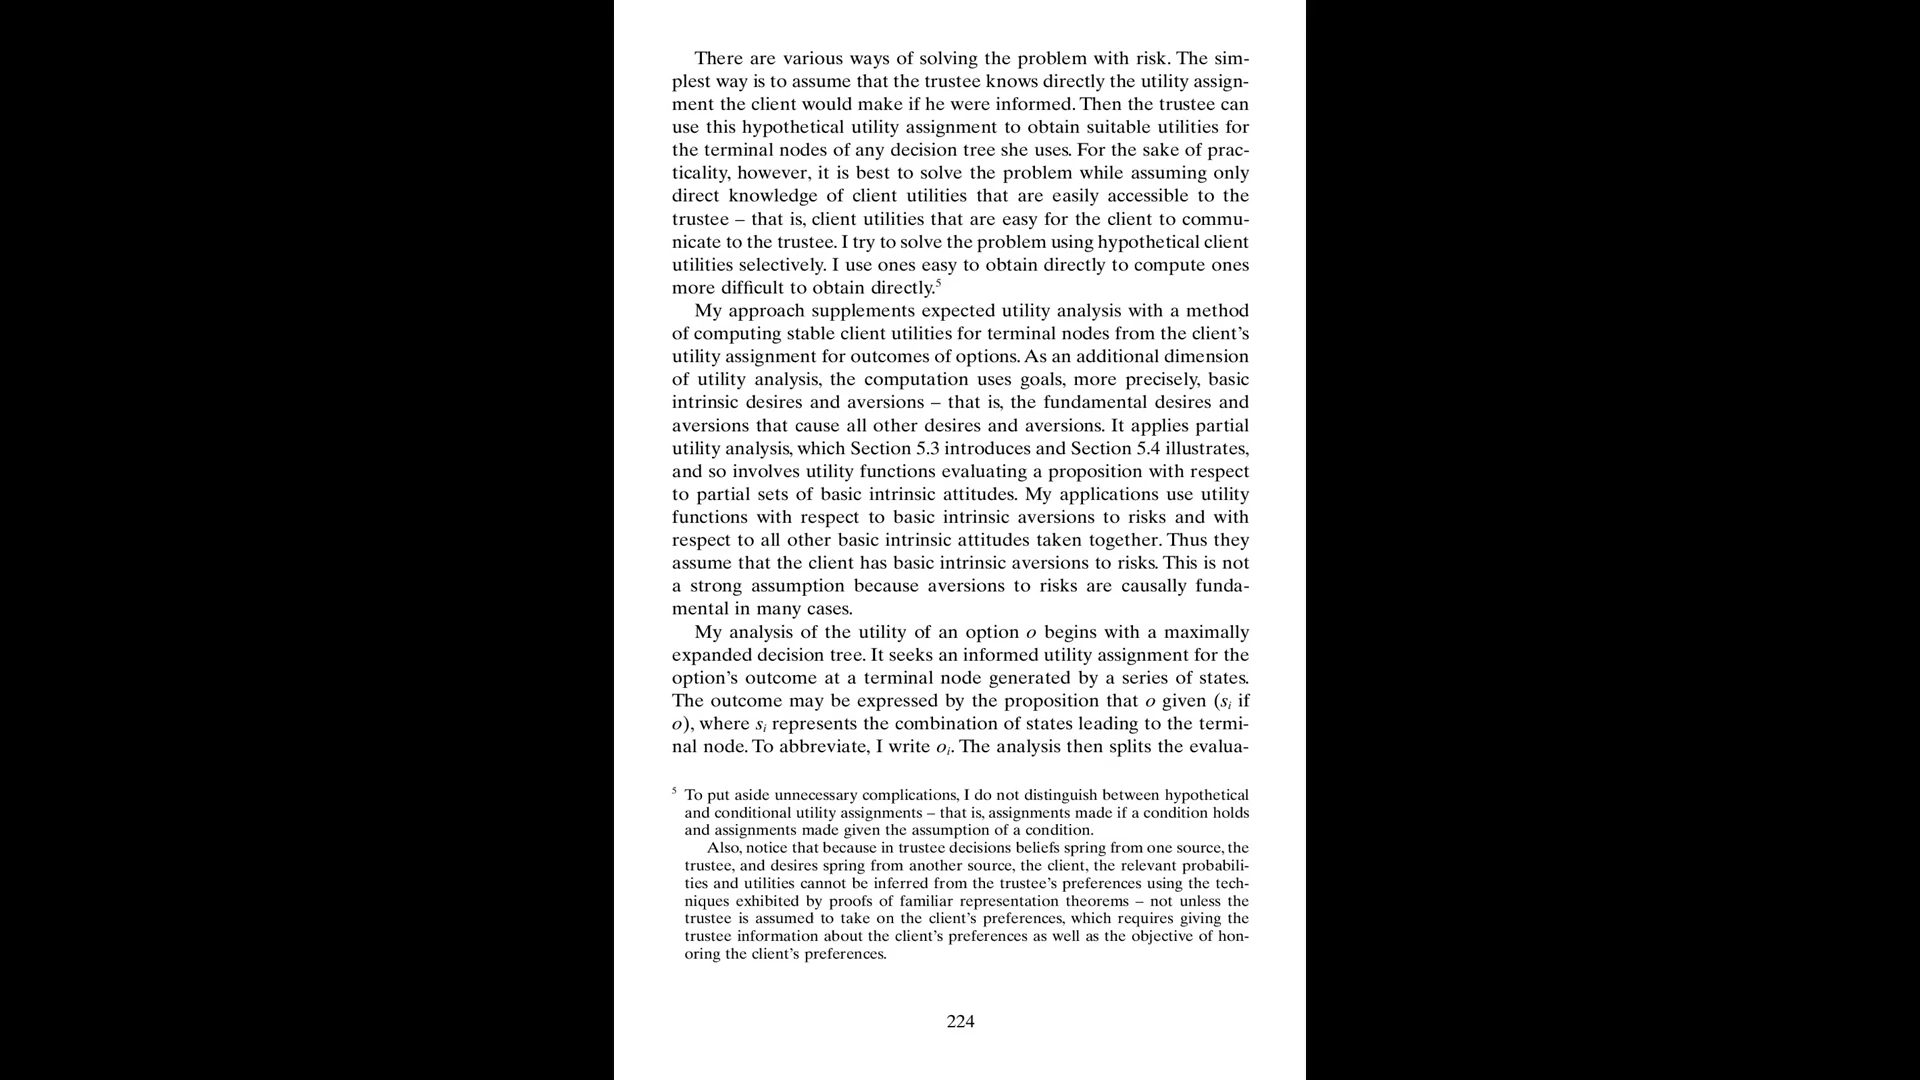 There are various ways of solving the problem with risk. The sim-
plest way is to assume that the trustee knows directly the utility assign-
ment the client would make if he were informed. Then the trustee can
use this hypothetical utility assignment to obtain suitable utilities for
the terminal nodes of any decision tree she uses. For the sake of prac-
ticality, however, it is best to solve the problem while assuming only
direct knowledge of client utilities that are easily accessible to the
trustee – that is, client utilities that are easy for the client to commu-
nicate to the trustee. I try to solve the problem using hypothetical client
utilities selectively. I use ones easy to obtain directly to compute ones
more difficult to obtain directly.⁵
My approach supplements expected utility analysis with a method
of computing stable client utilities for terminal nodes from the client's
utility assignment for outcomes of options. As an additional dimension
of utility analysis, the computation uses goals, more precisely, basic
intrinsic desires and aversions – that is, the fundamental desires and
aversions that cause all other desires and aversions. It applies partial
utility analysis, which Section 5.3 introduces and Section 5.4 illustrates,
and so involves utility functions evaluating a proposition with respect
to partial sets of basic intrinsic attitudes. My applications use utility
functions with respect to basic intrinsic aversions to risks and with
respect to all other basic intrinsic attitudes taken together. Thus they
assume that the client has basic intrinsic aversions to risks. This is not
a strong assumption because aversions to risks are causally funda-
mental in many cases.
My analysis of the utility of an option o begins with a maximally
expanded decision tree. It seeks an informed utility assignment for the
option's outcome at a terminal node generated by a series of states.
The outcome may be expressed by the proposition that o given (sᵢ if
o), where sᵢ represents the combination of states leading to the termi-
nal node. To abbreviate, I write oᵢ. The analysis then splits the evalua-
⁵ To put aside unnecessary complications, I do not distinguish between hypothetical
and conditional utility assignments – that is, assignments made if a condition holds
and assignments made given the assumption of a condition.
Also, notice that because in trustee decisions beliefs spring from one source, the
trustee, and desires spring from another source, the client, the relevant probabili-
ties and utilities cannot be inferred from the trustee's preferences using the tech-
niques exhibited by proofs of familiar representation theorems – not unless the
trustee is assumed to take on the client's preferences, which requires giving the
trustee information about the client's preferences as well as the objective of hon-
oring the client's preferences.
224